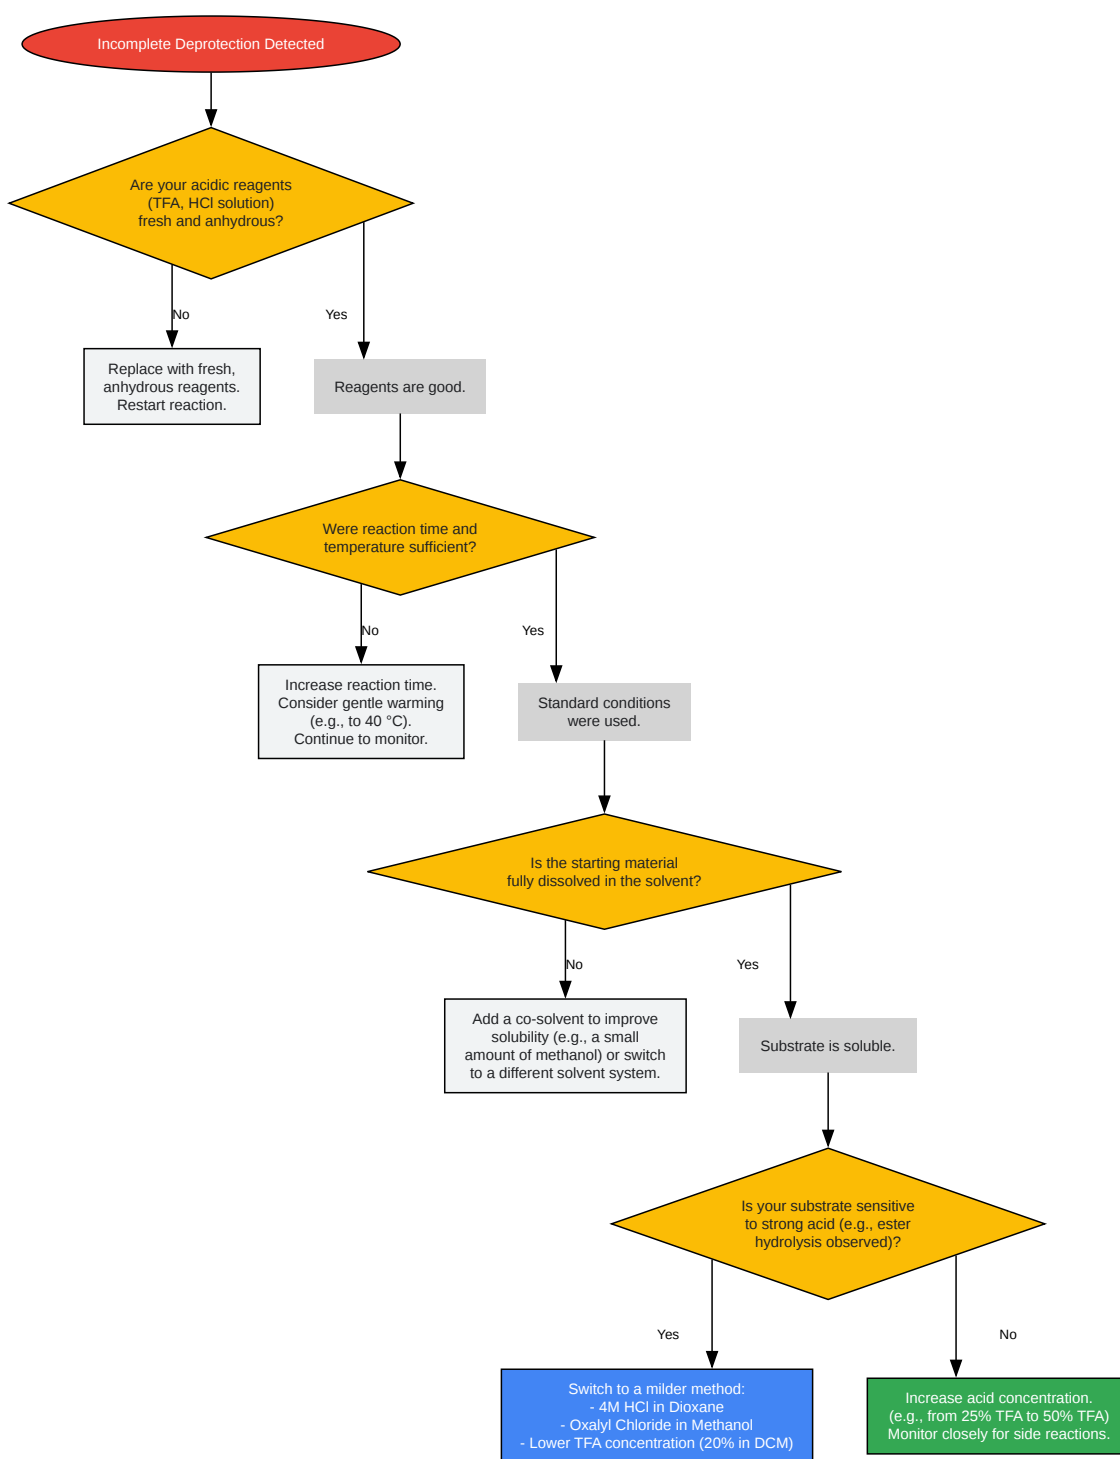 Incomplete Deprotection Detected
Are your acidic reagents
(TFA, HCl solution)
fresh and anhydrous?
No
Yes
Replace with fresh,
anhydrous reagents.
Restart reaction.
Reagents are good.
Were reaction time and
temperature sufficient?
No
Yes
Increase reaction time.
Consider gentle warming
(e.g., to 40 °C).
Continue to monitor.
Standard conditions
were used.
Is the starting material
fully dissolved in the solvent?
No
Yes
Add a co-solvent to improve
solubility (e.g., a small
amount of methanol) or switch
to a different solvent system.
Substrate is soluble.
Is your substrate sensitive
to strong acid (e.g., ester
hydrolysis observed)?
Yes
No
Switch to a milder method:
- 4M HCl in Dioxane
- Oxalyl Chloride in Methanol
- Lower TFA concentration (20% in DCM)
Increase acid concentration.
(e.g., from 25% TFA to 50% TFA)
Monitor closely for side reactions.